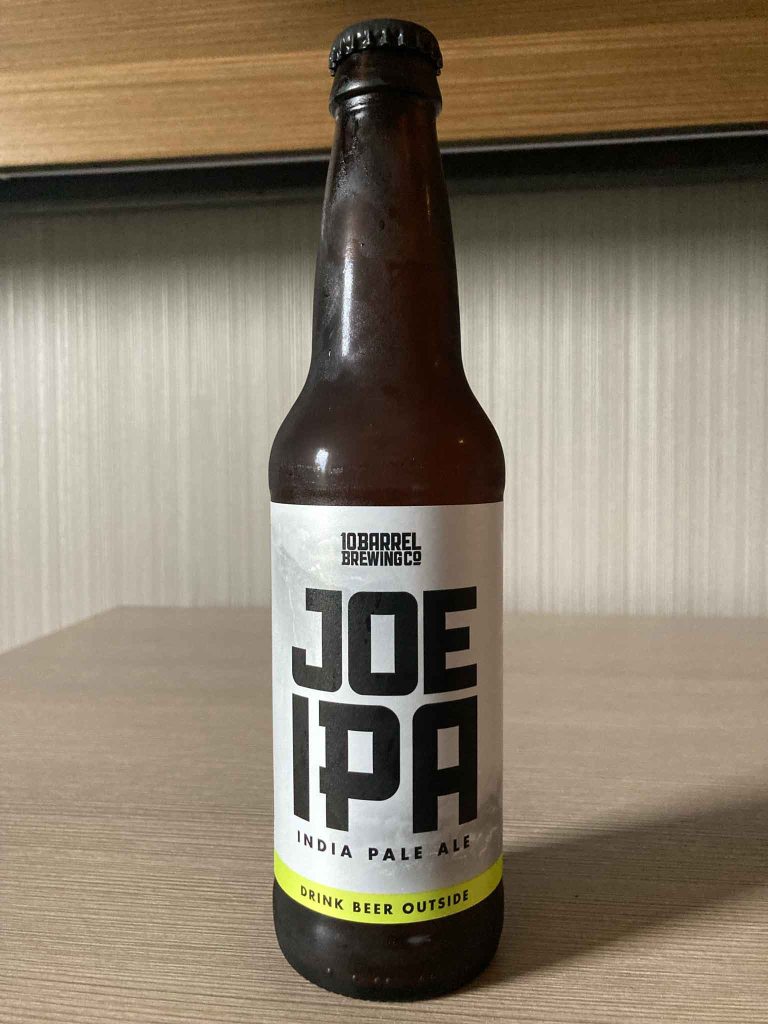 10 BARREL
BREWING CO
JOE
IPA
INDIA PALE ALE
DRINK BEER OUTSIDE